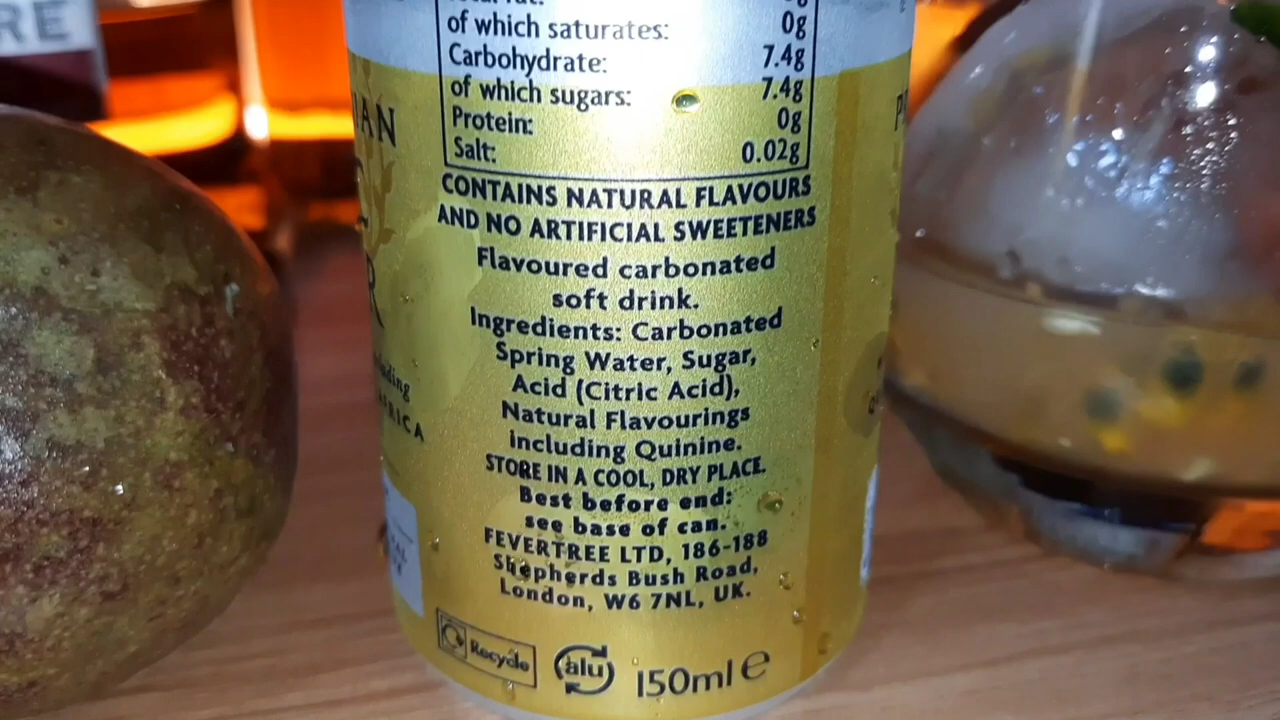 RE
of which saturates: 0g
Carbohydrate: 7.4g
of which sugars: 7.4g
Protein: 0g
Salt: 0.02g
CONTAINS NATURAL FLAVOURS
AND NO ARTIFICIAL SWEETENERS
Flavoured carbonated
soft drink.
Ingredients: Carbonated
Spring Water, Sugar,
Acid (Citric Acid),
Natural Flavourings
including Quinine.
STORE IN A COOL, DRY PLACE.
Best before end:
see base of can.
FEVERTREE LTD, 186-188
Shepherds Bush Road,
London, W6 7NL, UK.
Recycle
alu
150ml e